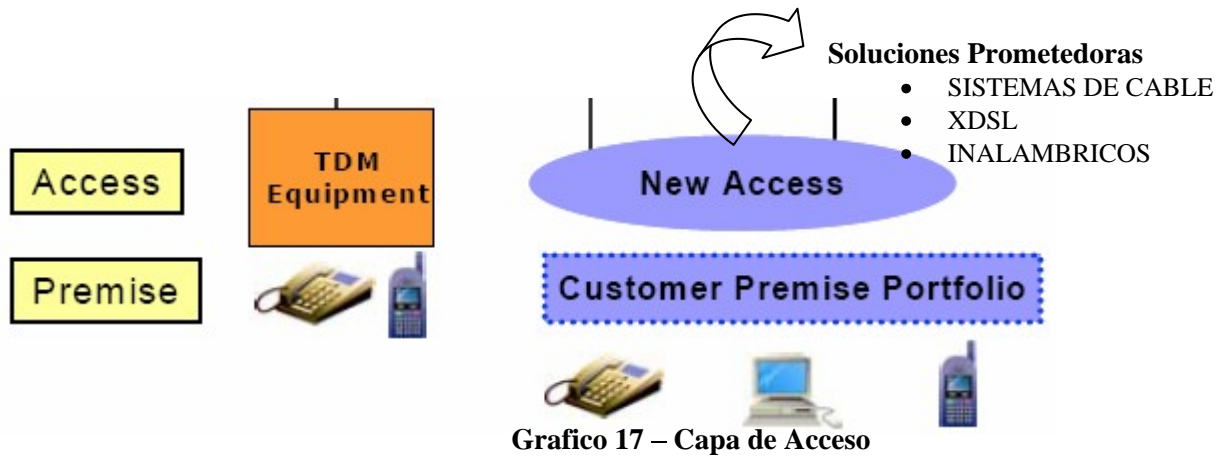 Soluciones Prometedoras
• SISTEMAS DE CABLE
• XDSL
• INALAMBRICOS
Access
TDM
Equipment
New Access
Premise
Customer Premise Portfolio
Grafico 17 – Capa de Acceso